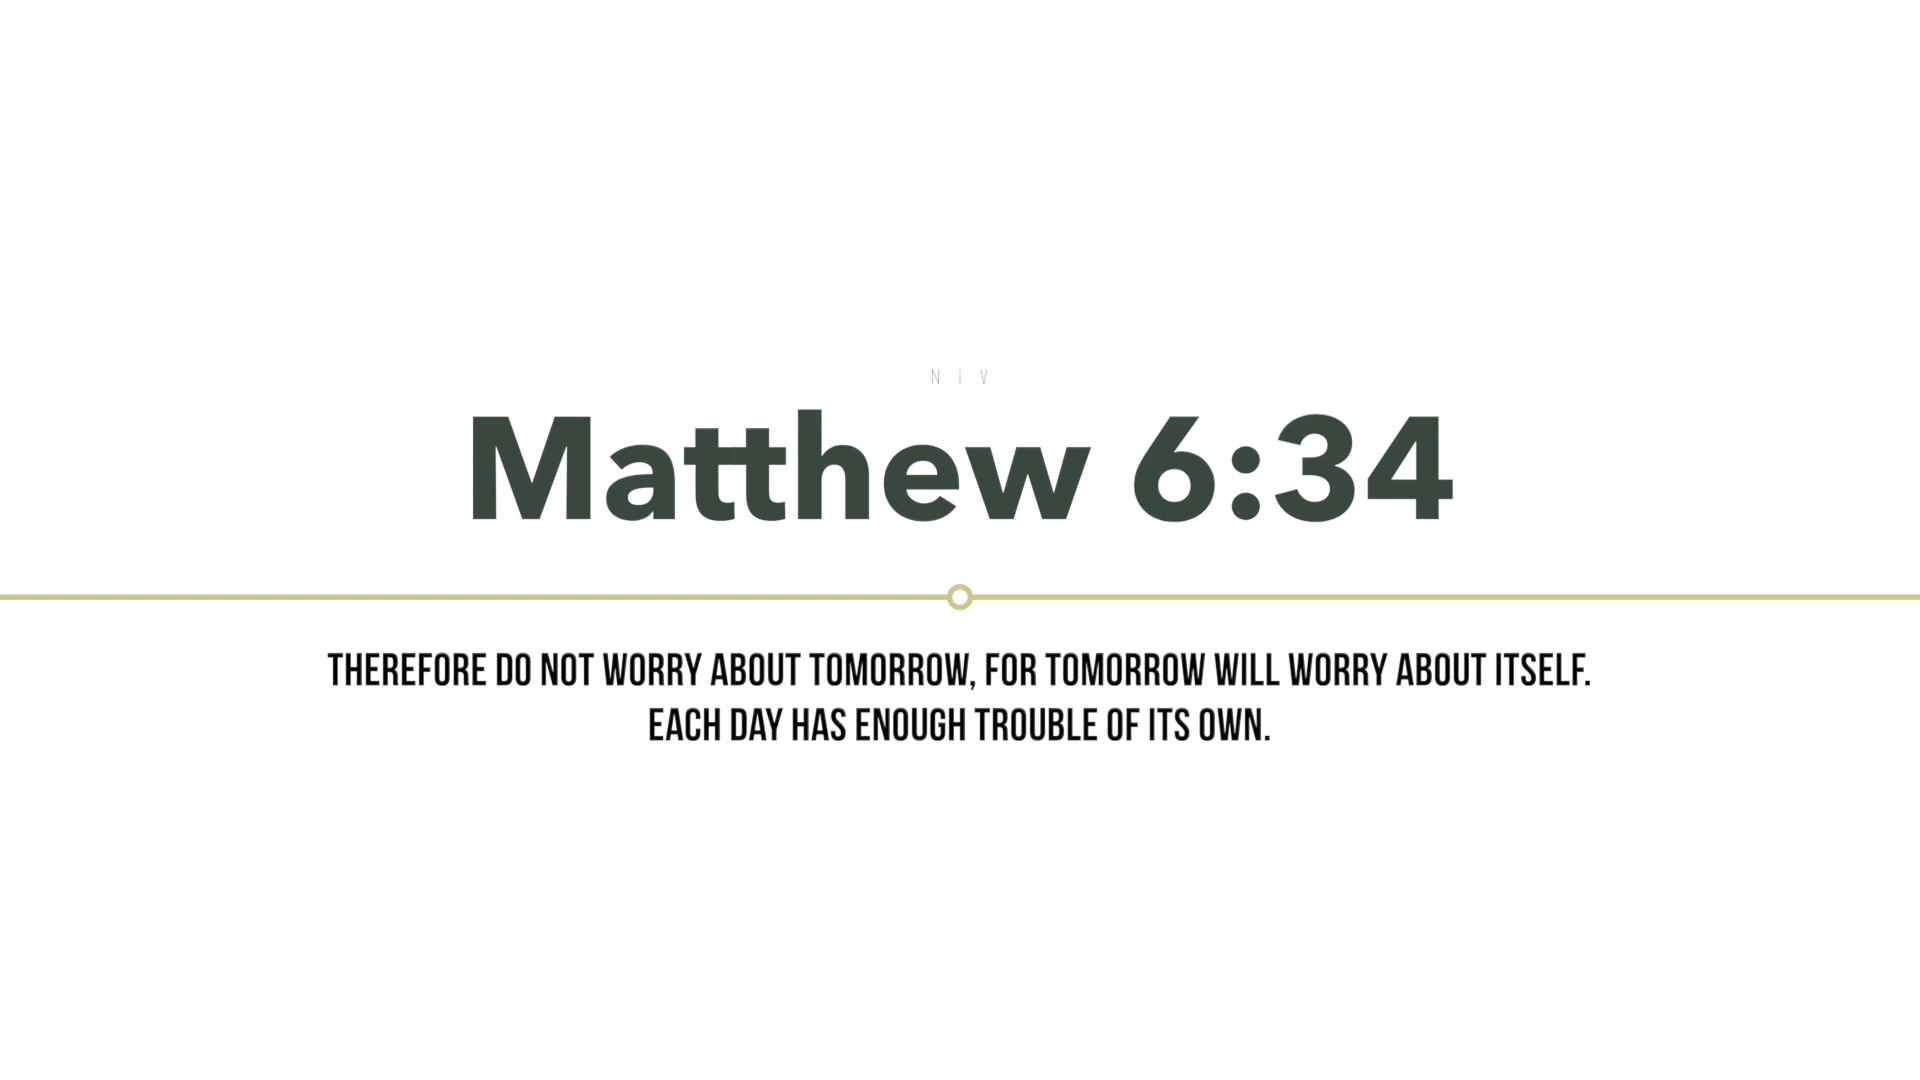 NIV
Matthew 6:34
THEREFORE DO NOT WORRY ABOUT TOMORROW, FOR TOMORROW WILL WORRY ABOUT ITSELF.
EACH DAY HAS ENOUGH TROUBLE OF ITS OWN.